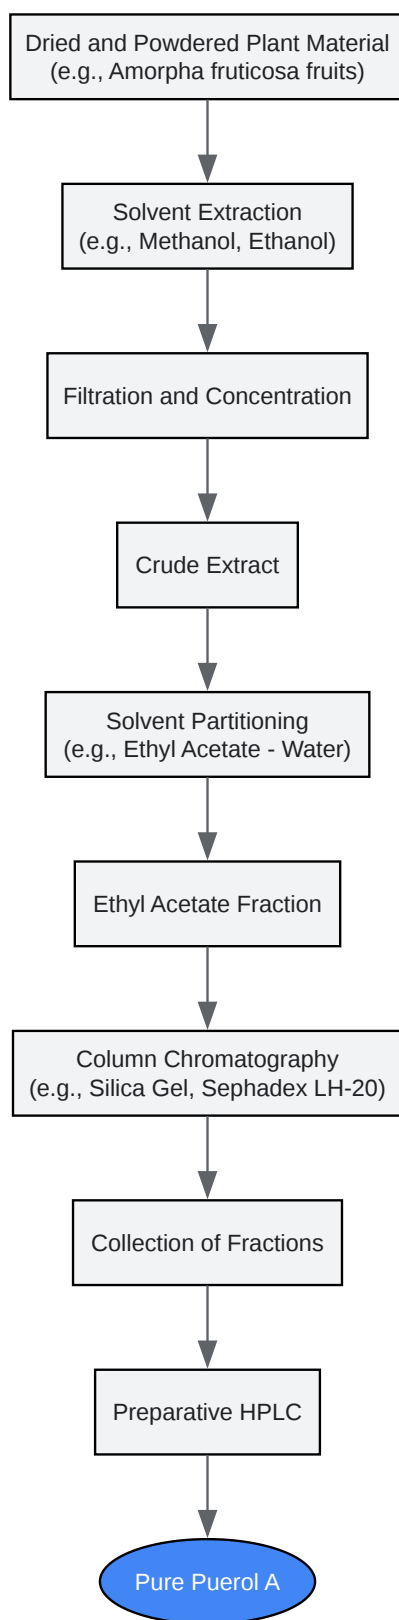 Dried and Powdered Plant Material
(e.g., Amorpha fruticosa fruits)
Solvent Extraction
(e.g., Methanol, Ethanol)
Filtration and Concentration
Crude Extract
Solvent Partitioning
(e.g., Ethyl Acetate - Water)
Ethyl Acetate Fraction
Column Chromatography
(e.g., Silica Gel, Sephadex LH-20)
Collection of Fractions
Preparative HPLC
Pure Puerol A